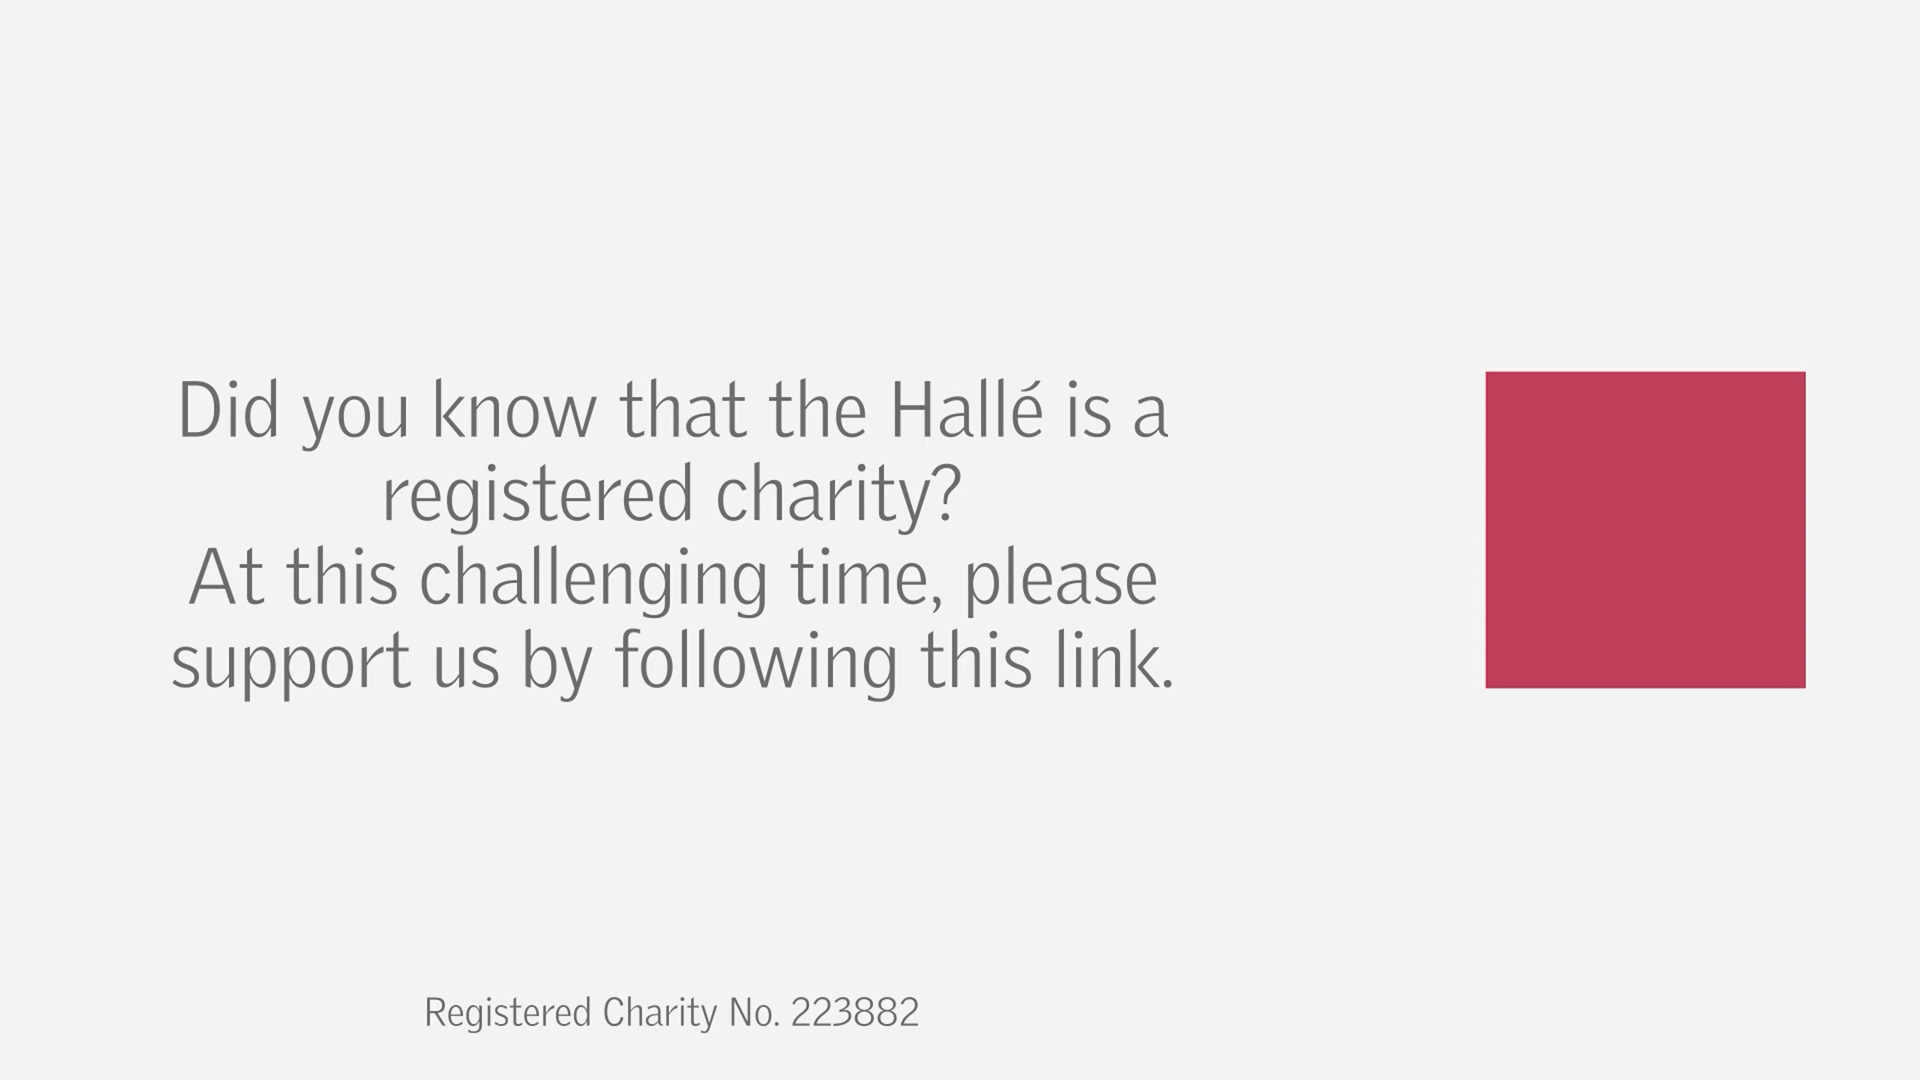 Did you know that the Hallé is a
registered charity?
At this challenging time, please
support us by following this link.
Registered Charity No. 223882